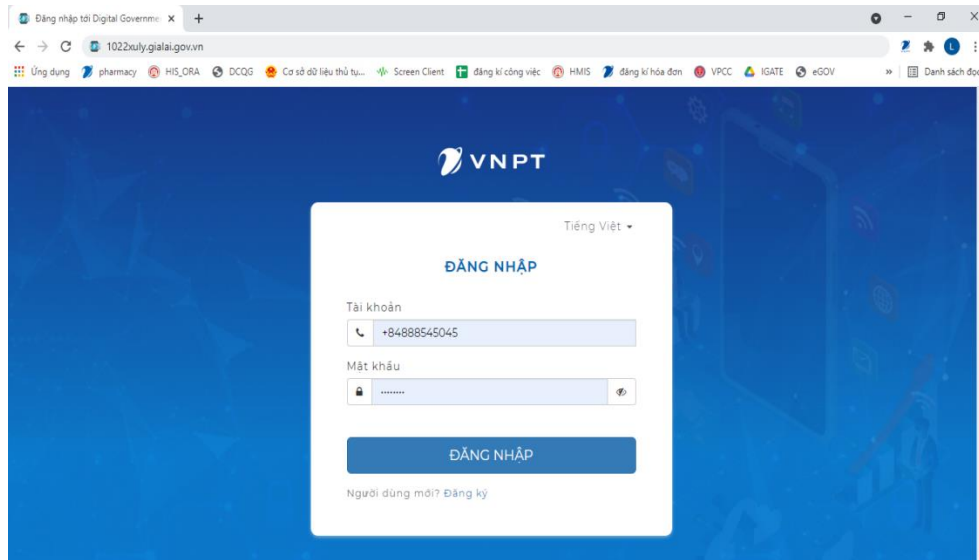 Đăng nhập tới Digital Governme
1022xuly.gialai.gov.vn
L
Ứng dụng pharmacy HIS_ORA DCQG Cơ sở dữ liệu thủ tụ... Screen Client đăng kí công việc HMIS đăng kí hóa đơn VPCC IGATE eGOV » Danh sách đọc
VNPT
Tiếng Việt
ĐĂNG NHẬP
Tài khoản
+84888545045
Mật khẩu
........
ĐĂNG NHẬP
Người dùng mới? Đăng ký